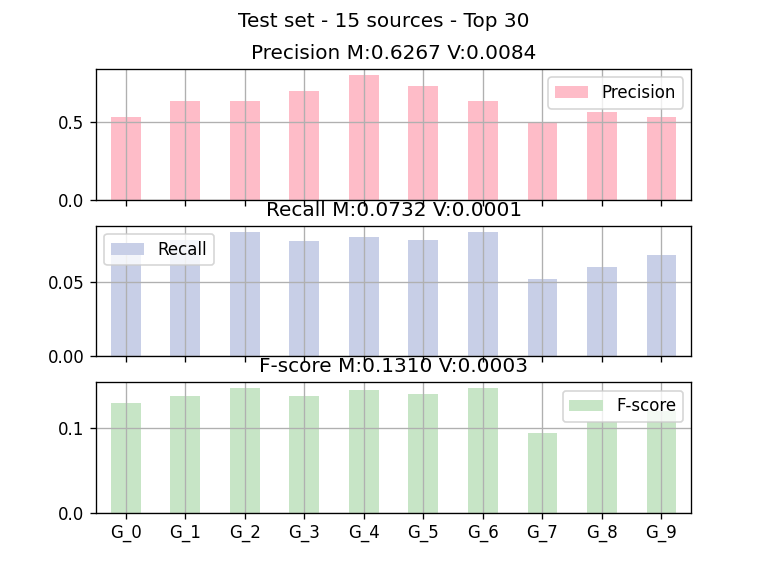 Test set - 15 sources - Top 30
Precision M:0.6267 V:0.0084
Precision
0.5
0.0
Recall M:0.0732 V:0.0001
Recall
0.05
0.00
F-score M:0.1310 V:0.0003
F-score
0.1
0.0
G_0 G_1 G_2 G_3 G_4 G_5 G_6 G_7 G_8 G_9